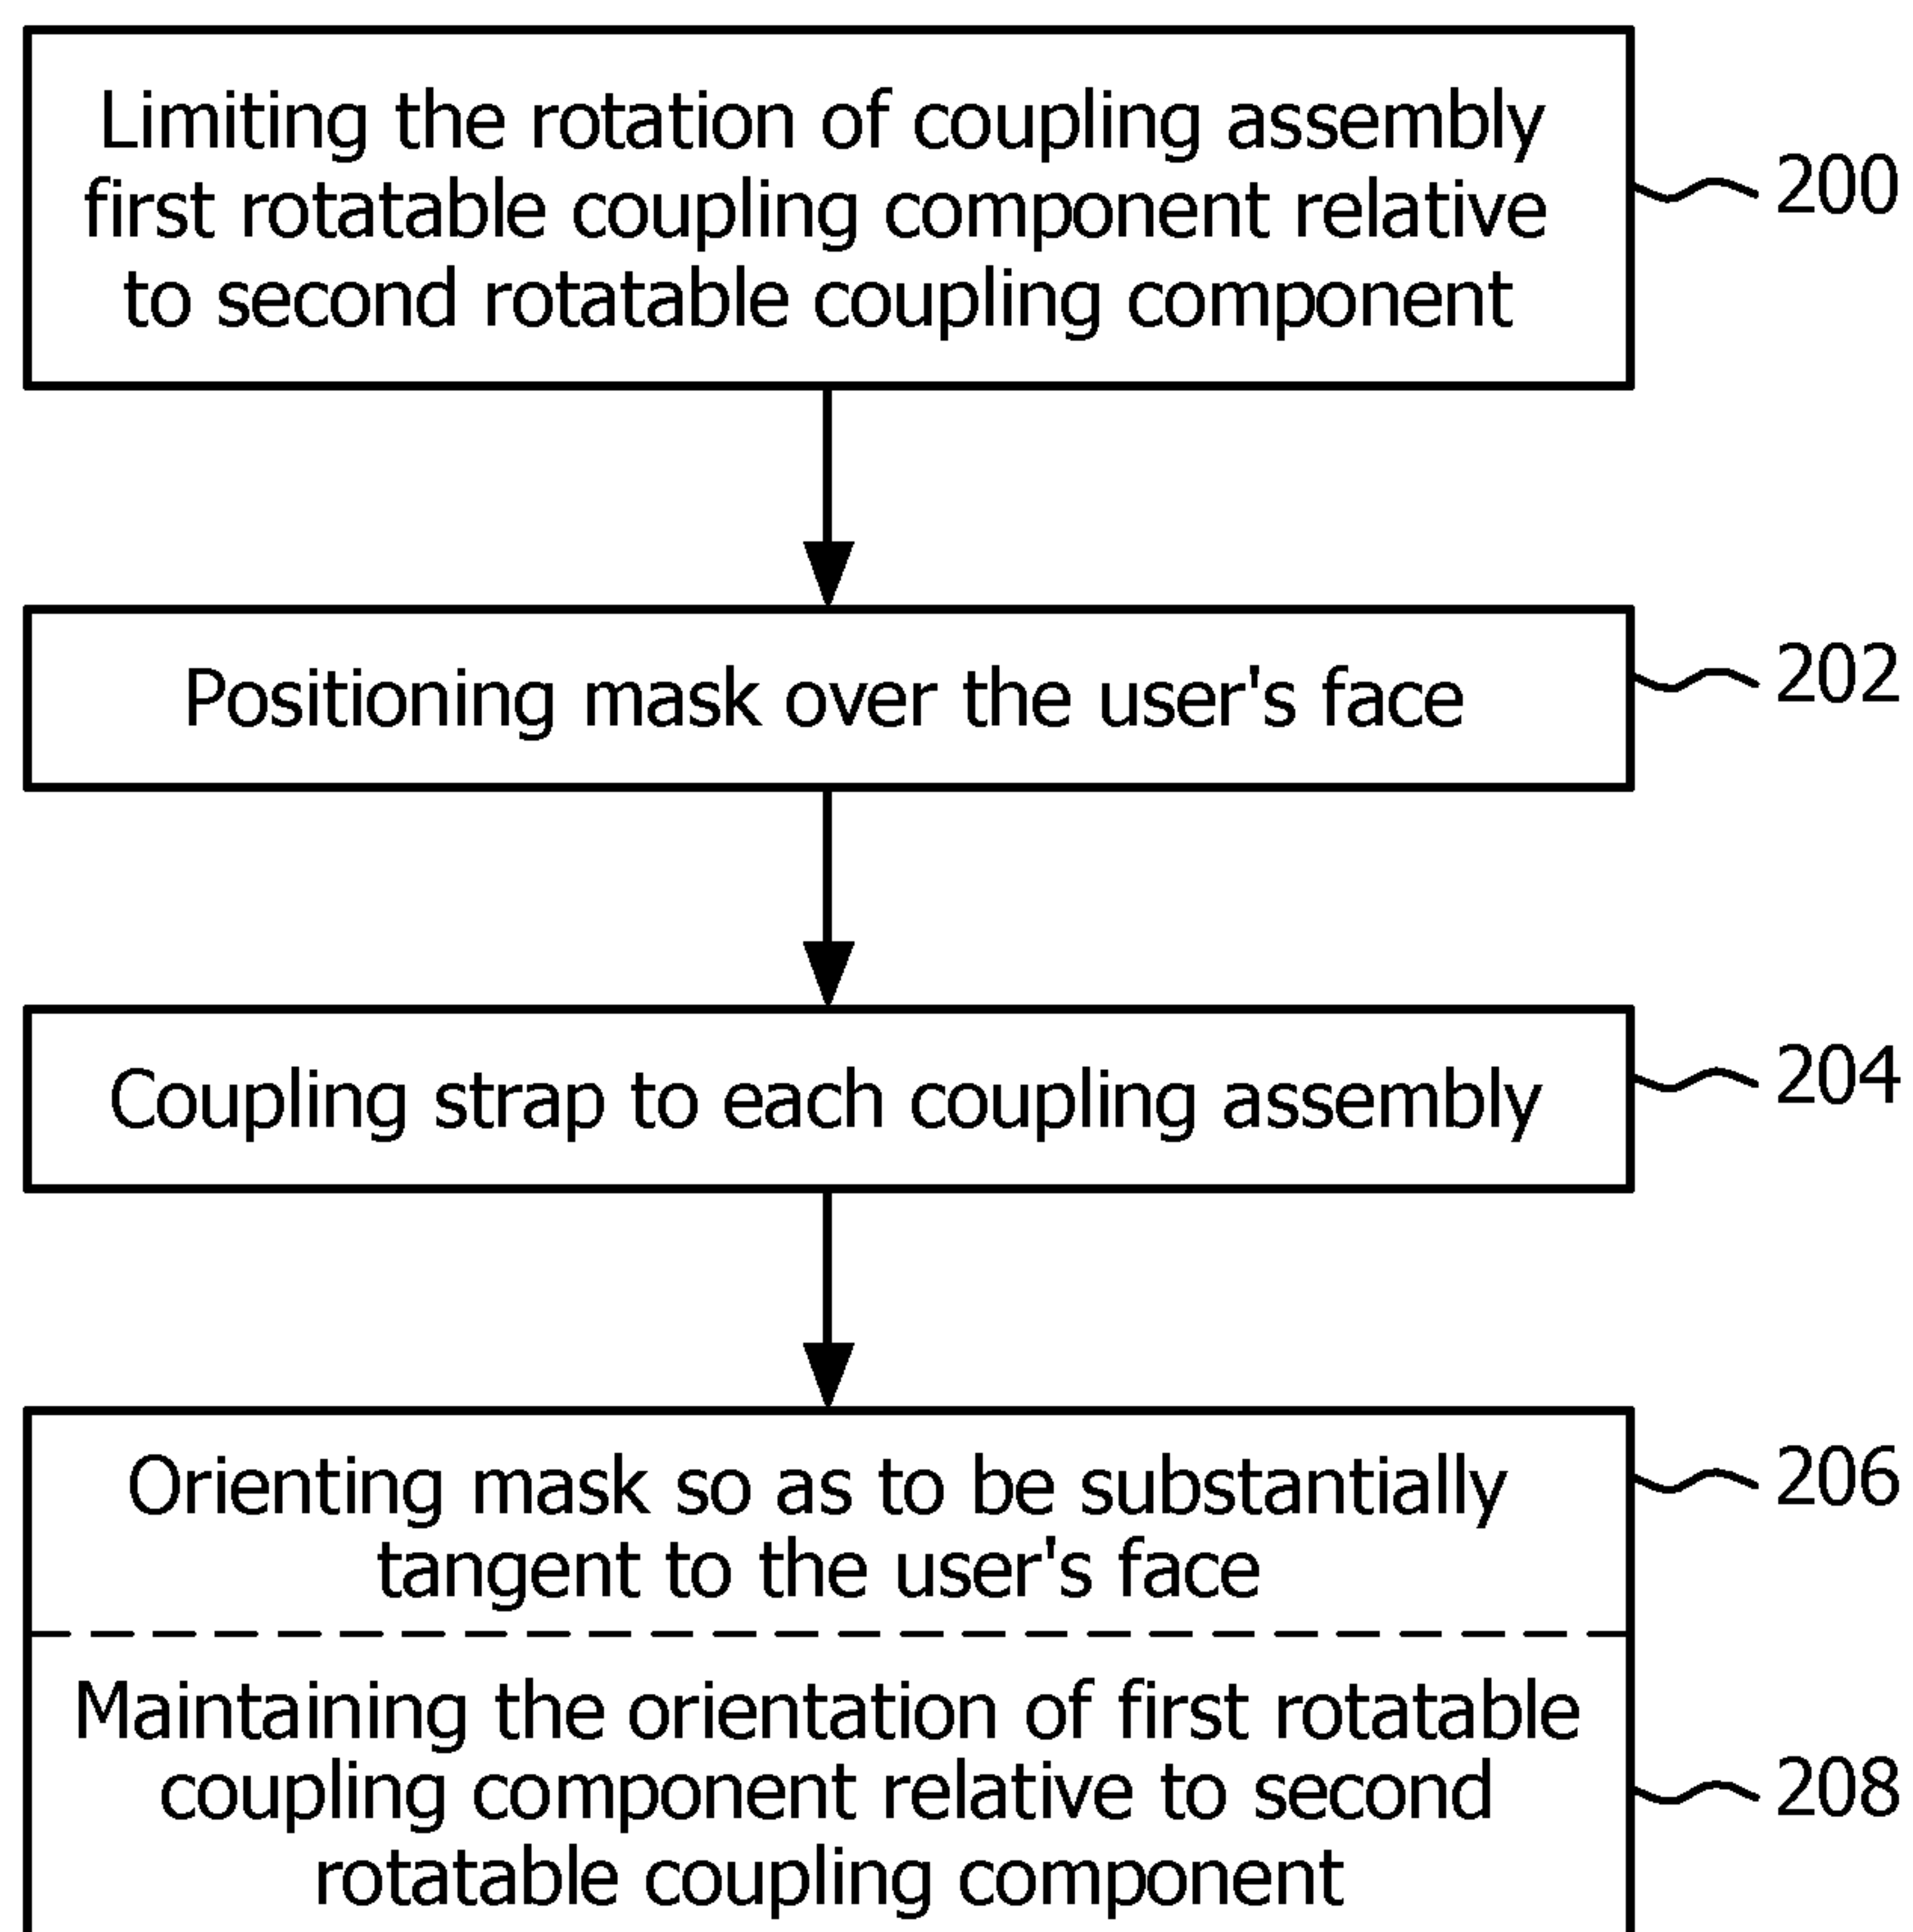 Limiting the rotation of coupling assembly
first rotatable coupling component relative
to second rotatable coupling component
200
Positioning mask over the user's face
202
Coupling strap to each coupling assembly
204
Orienting mask so as to be substantially
tangent to the user's face
206
Maintaining the orientation of first rotatable
coupling component relative to second
rotatable coupling component
208